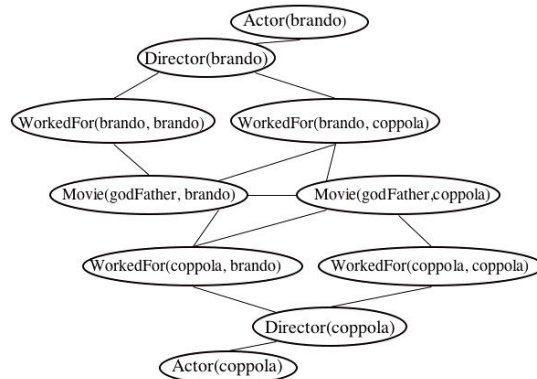 Actor(brando)
Director(brando)
WorkedFor(brando, brando)
WorkedFor(brando, coppola)
Movie(godFather, brando)
Movie(godFather,coppola)
WorkedFor(coppola, brando)
WorkedFor(coppola, coppola)
Director(coppola)
Actor(coppola)